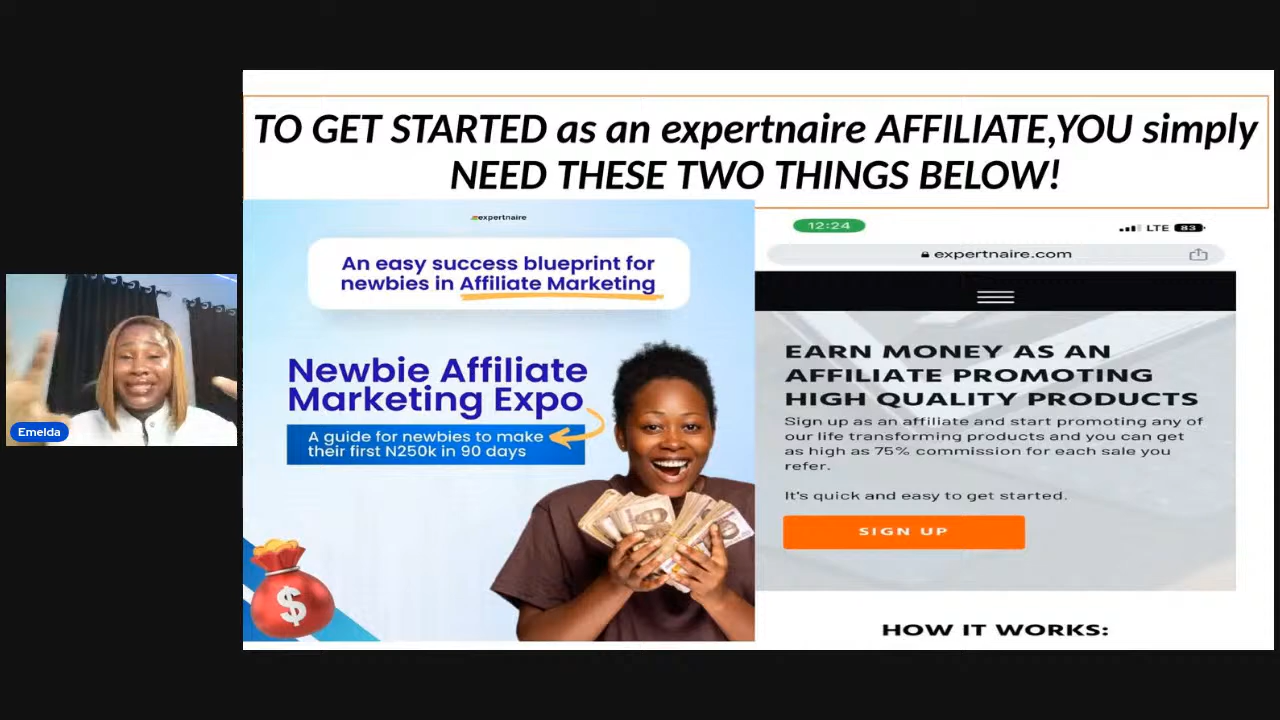 TO GET STARTED as an expertnaire AFFILIATE,YOU simply
NEED THESE TWO THINGS BELOW!
expertnaire
An easy success blueprint for
newbies in Affiliate Marketing
Newbie Affiliate
Marketing Expo
A guide for newbies to make
their first N250k in 90 days
$
12:24
LTE 83
expertnaire.com
EARN MONEY AS AN
AFFILIATE PROMOTING
HIGH QUALITY PRODUCTS
Sign up as an affiliate and start promoting any of
our life transforming products and you can get
as high as 75% commission for each sale you
refer.
It's quick and easy to get started.
SIGN UP
HOW IT WORKS:
Emelda